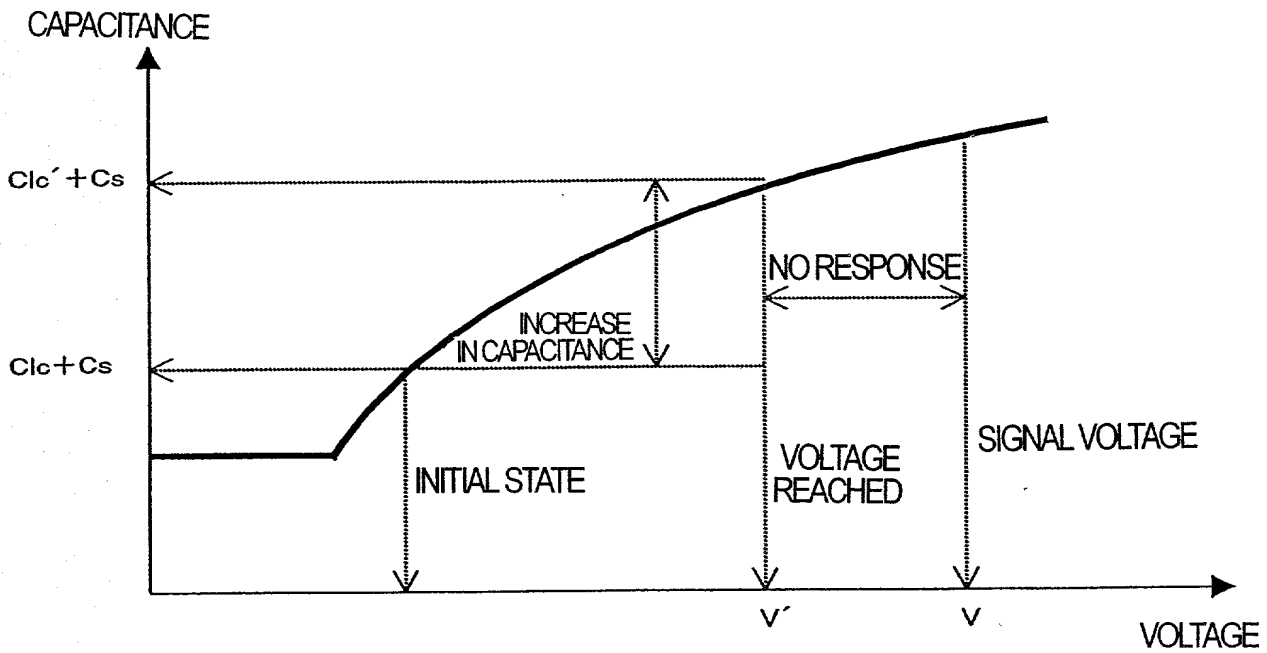 CAPACITANCE
Clc´+Cs
NO RESPONSE
INCREASE
IN CAPACITANCE
Clc+Cs
SIGNAL VOLTAGE
INITIAL STATE
VOLTAGE
REACHED
V´
V
VOLTAGE